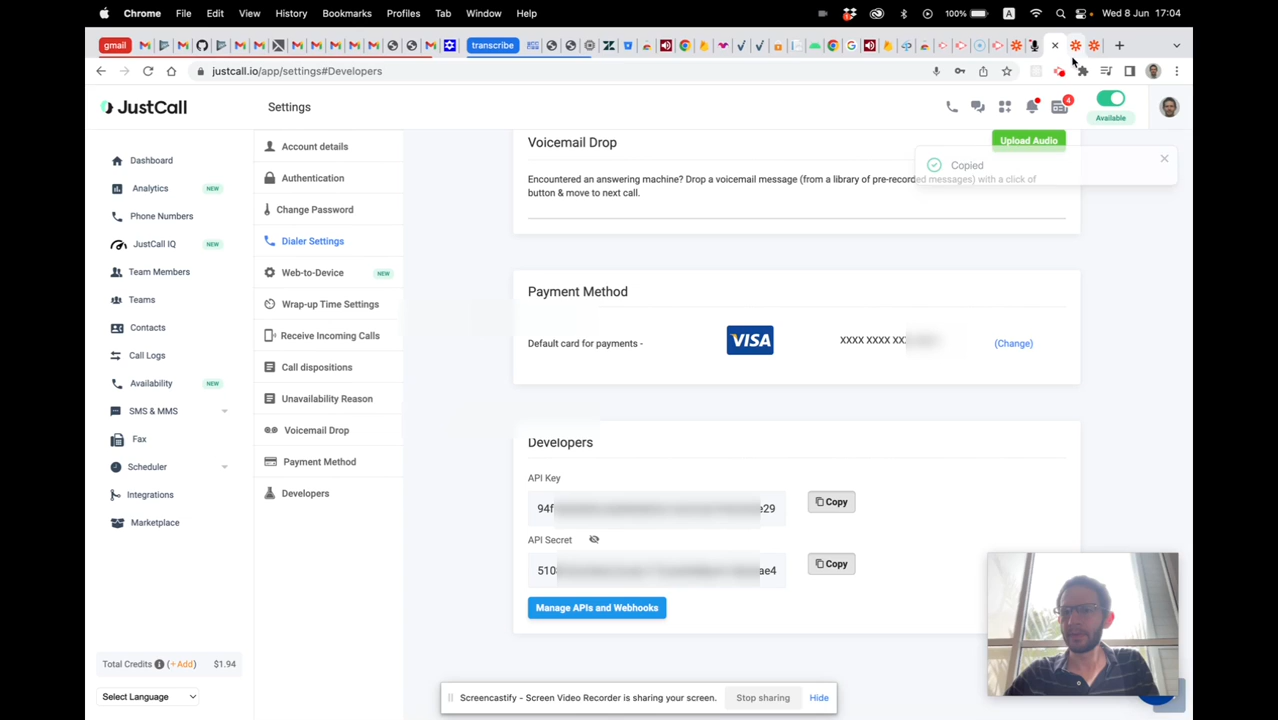 Chrome File Edit View History Bookmarks Profiles Tab Window Help
100% A Wed 8 Jun 17:04
gmail transcribe
justcall.io/app/settings#Developers
JustCall
Settings
4
Available
Dashboard
Analytics NEW
Phone Numbers
JustCall IQ NEW
Team Members
Teams
Contacts
Call Logs
Availability NEW
SMS & MMS
Fax
Scheduler
Integrations
Marketplace
Total Credits (+Add) $1.94
Select Language
Account details
Authentication
Change Password
Dialer Settings
Web-to-Device NEW
Wrap-up Time Settings
Receive Incoming Calls
Call dispositions
Unavailability Reason
Voicemail Drop
Payment Method
Developers
Voicemail Drop
Upload Audio
Copied
Encountered an answering machine? Drop a voicemail message (from a library of pre-recorded messages) with a click of
button & move to next call.
Payment Method
Default card for payments - VISA XXXX XXXX XX (Change)
Developers
API Key
94f e29 Copy
API Secret
510 ae4 Copy
Manage APIs and Webhooks
Screencastify - Screen Video Recorder is sharing your screen. Stop sharing Hide